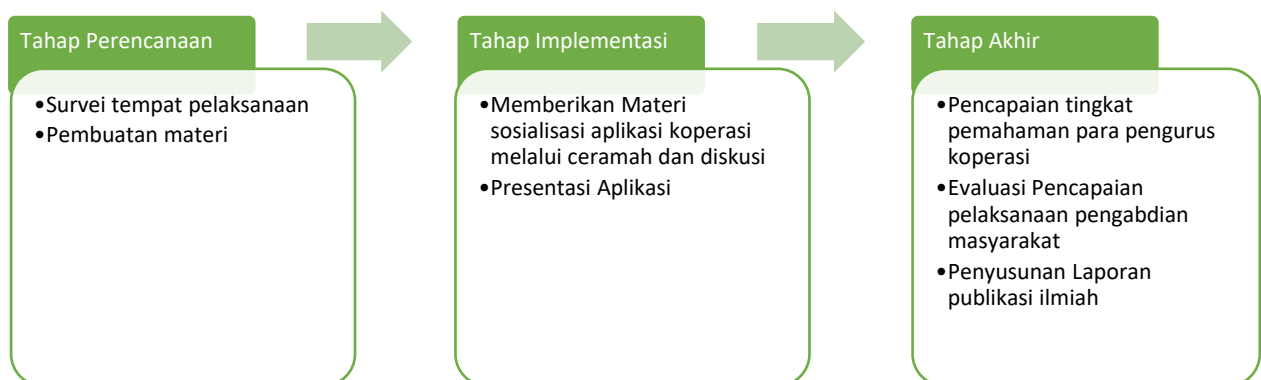 Tahap Perencanaan
•Survei tempat pelaksanaan
•Pembuatan materi
Tahap Implementasi
•Memberikan Materi
sosialisasi aplikasi koperasi
melalui ceramah dan diskusi
•Presentasi Aplikasi
Tahap Akhir
•Pencapaian tingkat
pemahaman para pengurus
koperasi
•Evaluasi Pencapaian
pelaksanaan pengabdian
masyarakat
•Penyusunan Laporan
publikasi ilmiah